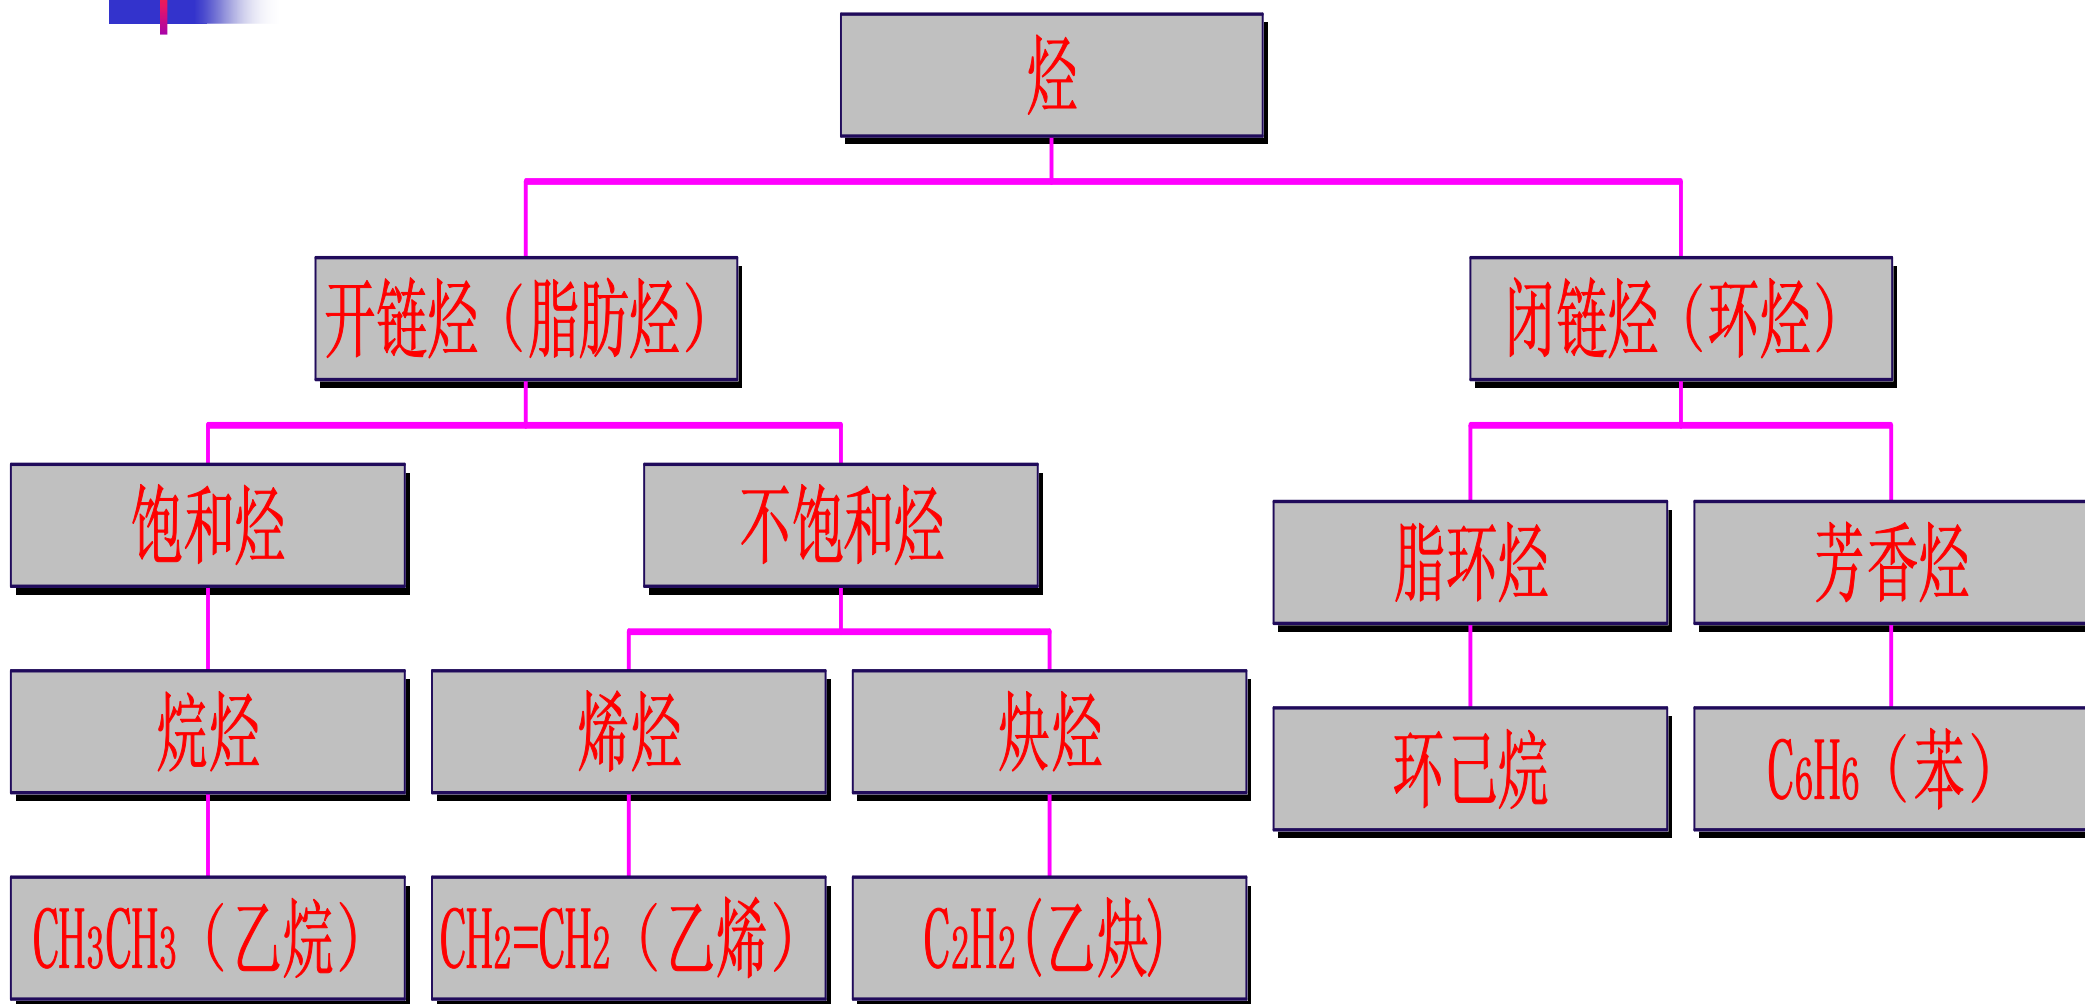 烃
开链烃（脂肪烃）
闭链烃（环烃）
饱和烃
不饱和烃
脂环烃
芳香烃
烷烃
烯烃
炔烃
环己烷
C6H6（苯）
CH3CH3（乙烷）
CH2=CH2（乙烯）
C2H2(乙炔)